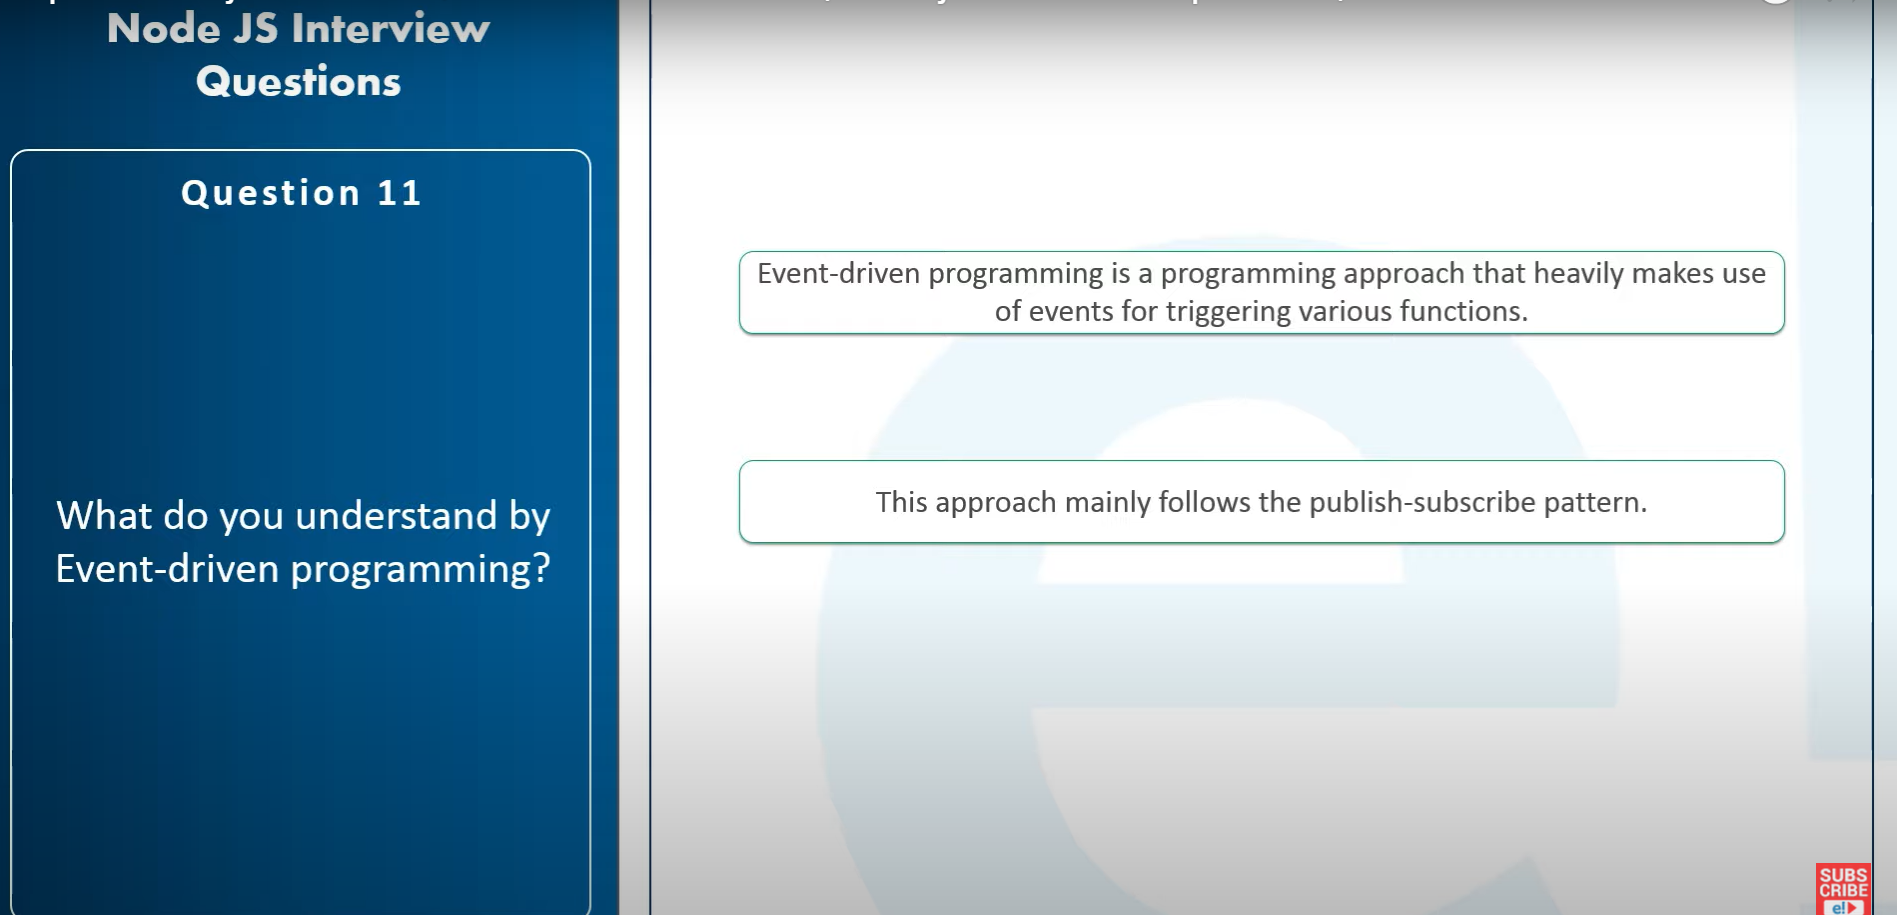 Node JS Interview
Questions
Question 11
What do you understand by
Event-driven programming?
Event-driven programming is a programming approach that heavily makes use
of events for triggering various functions.
This approach mainly follows the publish-subscribe pattern.
SUBS
CRIBE
e!